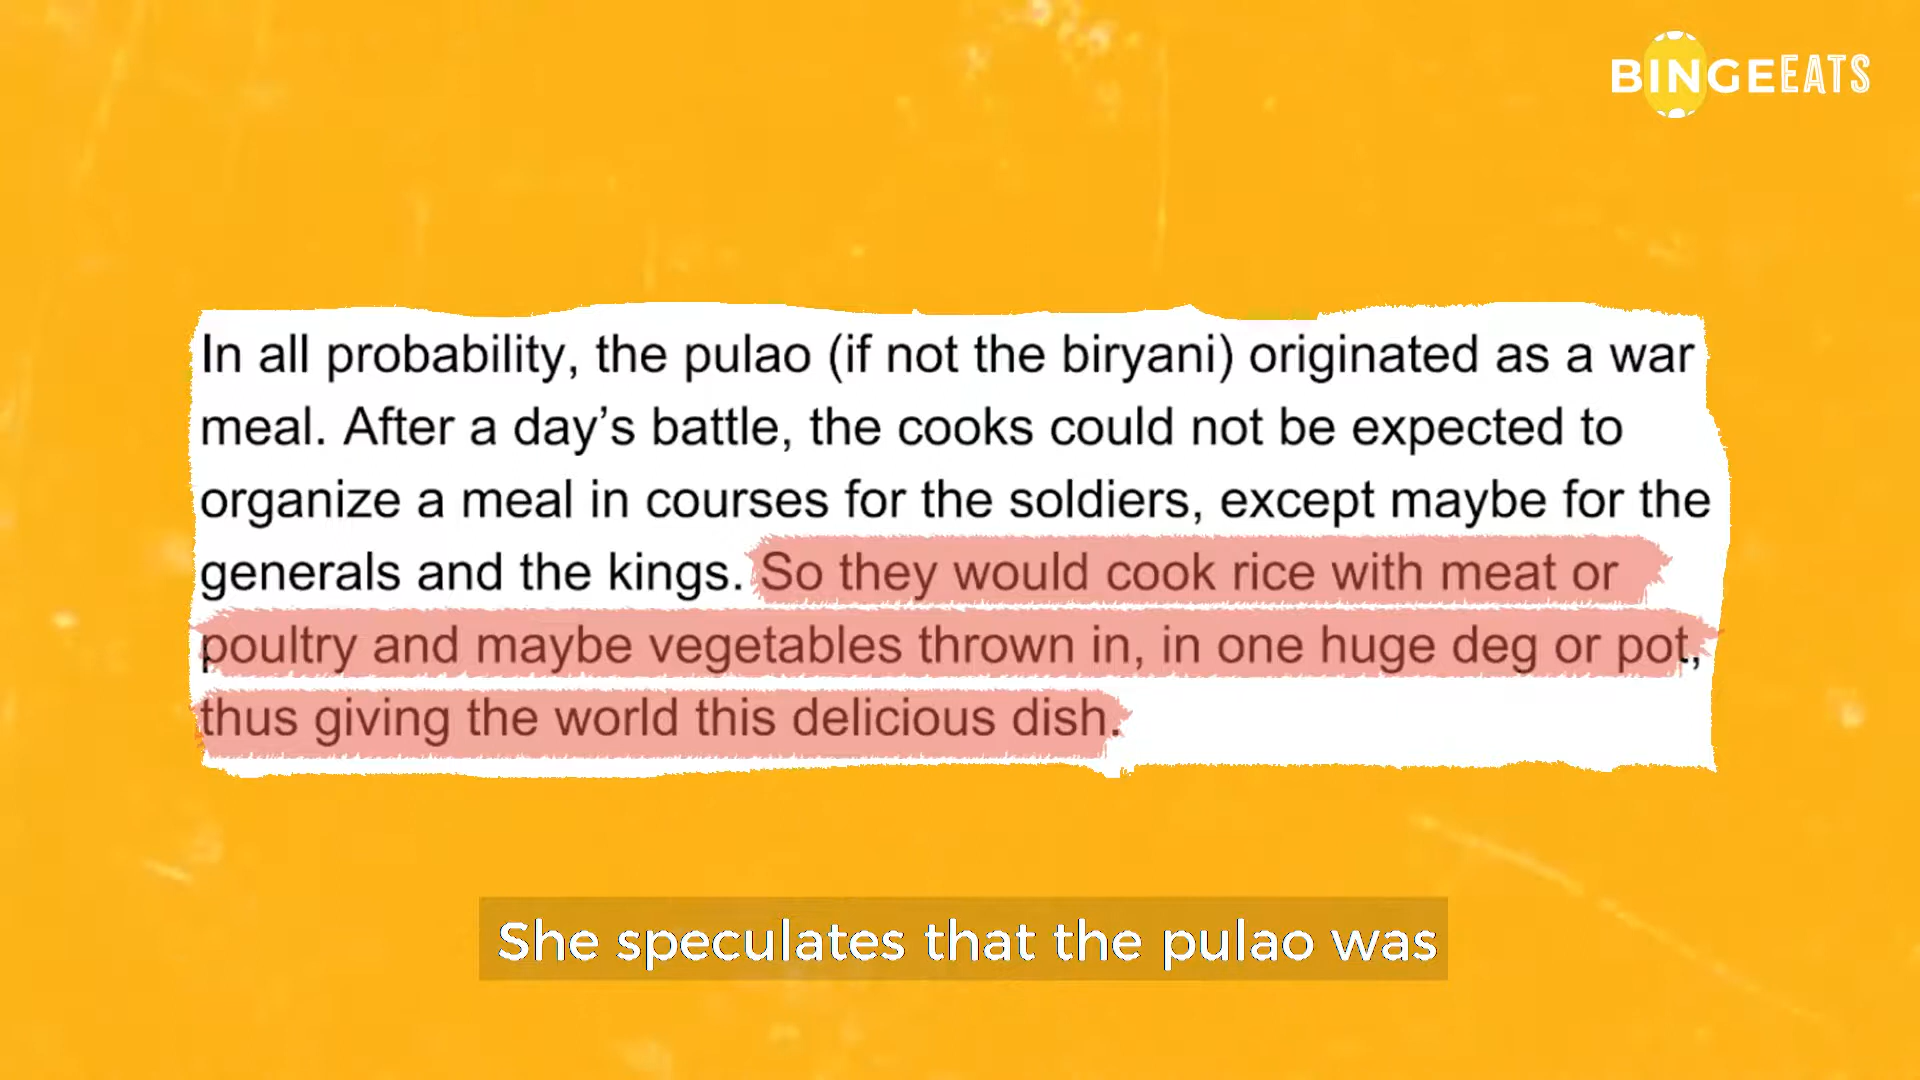 BINGEEATS
In all probability, the pulao (if not the biryani) originated as a war
meal. After a day’s battle, the cooks could not be expected to
organize a meal in courses for the soldiers, except maybe for the
generals and the kings. So they would cook rice with meat or
poultry and maybe vegetables thrown in, in one huge deg or pot,
thus giving the world this delicious dish.
She speculates that the pulao was